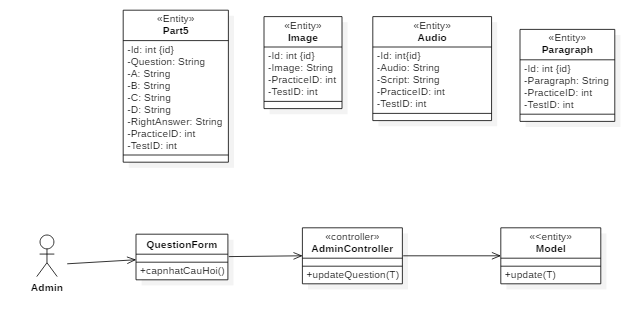 «Entity»
Part5
-Id: int {id}
-Question: String
-A: String
-B: String
-C: String
-D: String
-RightAnswer: String
-PracticeID: int
-TestID: int
«Entity»
Image
-Id: int {id}
-Image: String
-PracticeID: int
-TestID: int
«Entity»
Audio
-Id: int{id}
-Audio: String
-Script: String
-PracticeID: int
-TestID: int
«Entity»
Paragraph
-Id: int {id}
-Paragraph: String
-PracticeID: int
-TestID: int
Admin
QuestionForm
+capnhatCauHoi()
«controller»
AdminController
+updateQuestion(T)
«<entity»
Model
+update(T)